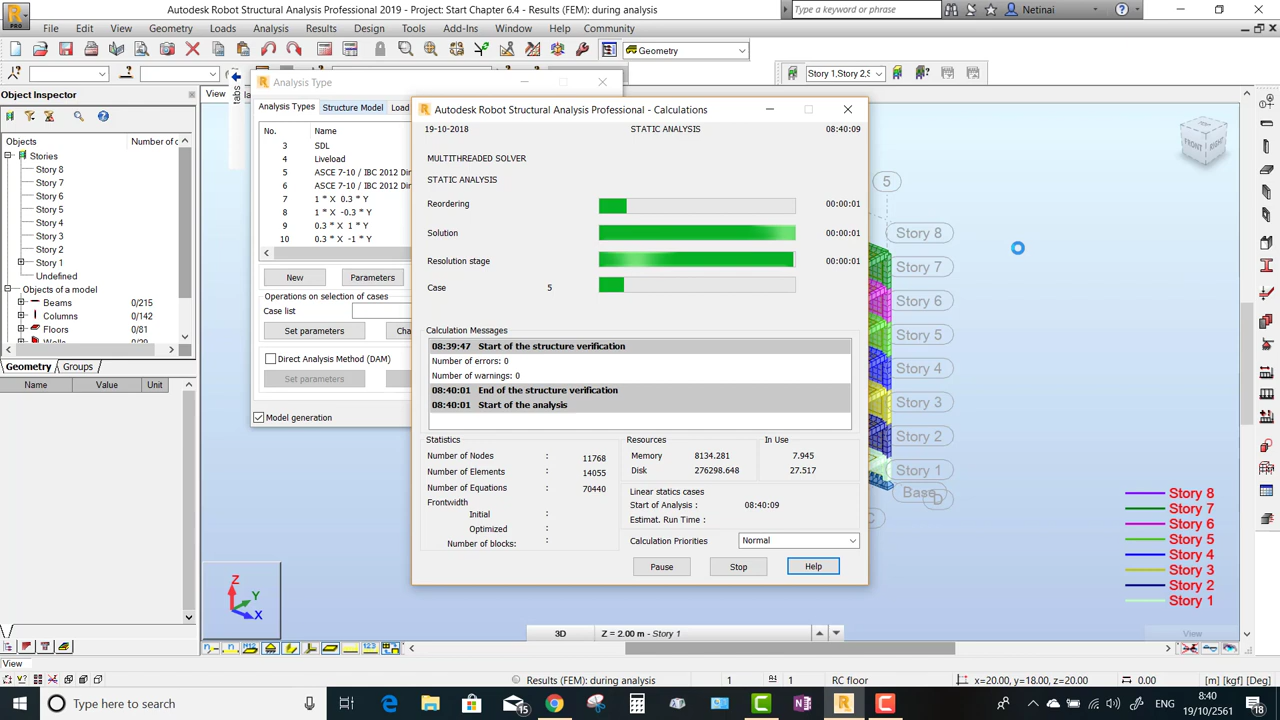 PRO
Autodesk Robot Structural Analysis Professional 2019 - Project: Start Chapter 6.4 - Results (FEM): during analysis
Type a keyword or phrase
Netinai
File Edit View Geometry Loads Analysis Results Tools Design Add-Ins Window Help Community
Geometry
Story 1,Story 2,S
Object Inspector
tabs
View
Objects Number of c
Stories
Story 8
Story 7
Story 6
Story 5
Story 4
Story 3
Story 2
Story 1
Undefined
Objects of a model
Beams 0/215
Columns 0/142
Floors 0/81
Geometry Groups
Name Value Unit
Analysis Type
Analysis Types Structure Model Load
No. Name
3 SDL
4 Liveload
5 ASCE 7-10 / IBC 2012 Dir
6 ASCE 7-10 / IBC 2012 Dir
7 1 * X 0.3 * Y
8 1 * X -0.3 * Y
9 0.3 * X 1 * Y
10 0.3 * X -1 * Y
New Parameters
Operations on selection of cases
Case list
Set parameters Cha
Direct Analysis Method (DAM)
Set parameters
Model generation
Autodesk Robot Structural Analysis Professional - Calculations
19-10-2018 STATIC ANALYSIS 08:40:09
MULTITHREADED SOLVER
STATIC ANALYSIS
Reordering 00:00:01
Solution 00:00:01
Resolution stage 00:00:01
Case 5
Calculation Messages
08:39:47 Start of the structure verification
Number of errors: 0
Number of warnings: 0
08:40:01 End of the structure verification
08:40:01 Start of the analysis
Statistics
Number of Nodes : 11768
Number of Elements : 14055
Number of Equations : 70440
Frontwidth
Initial :
Optimized :
Number of blocks: :
Resources In Use
Memory 8134.281 7.945
Disk 276298.648 27.517
Linear statics cases
Start of Analysis : 08:40:09
Estimat. Run Time :
Calculation Priorities Normal
Pause Stop Help
FRONT RIGHT
5
Story 8
Story 7
Story 6
Story 5
Story 4
Story 3
Story 2
Story 1
Base
D
C
Story 8
Story 7
Story 6
Story 5
Story 4
Story 3
Story 2
Story 1
Z
Y
X
3D Z = 2.00 m - Story 1
View
View
Results (FEM): during analysis 1 1 RC floor x=20.00, y=18.00, z=20.00 0.00 [m] [kgf] [Deg]
Type here to search
15
8:40
19/10/2561
18